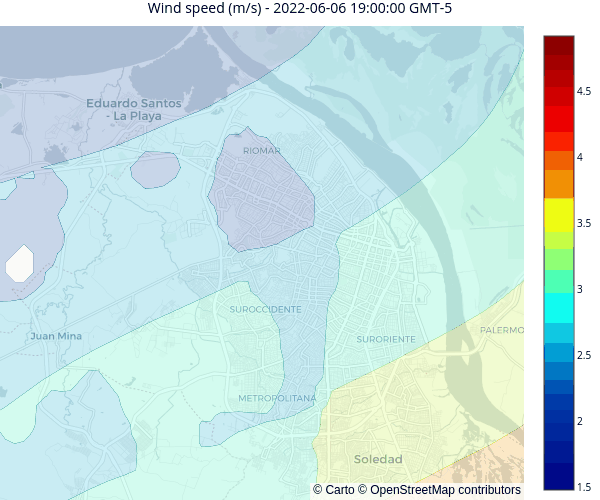 Wind speed (m/s) - 2022-06-06 19:00:00 GMT-5
Eduardo Santos
- La Playa
RIOMAR
SUROCCIDENTE
Juan Mina
SURORIENTE
PALERMO
METROPOLITANA
Soledad
4.5
4
3.5
3
2.5
2
1.5
© Carto © OpenStreetMap contributors